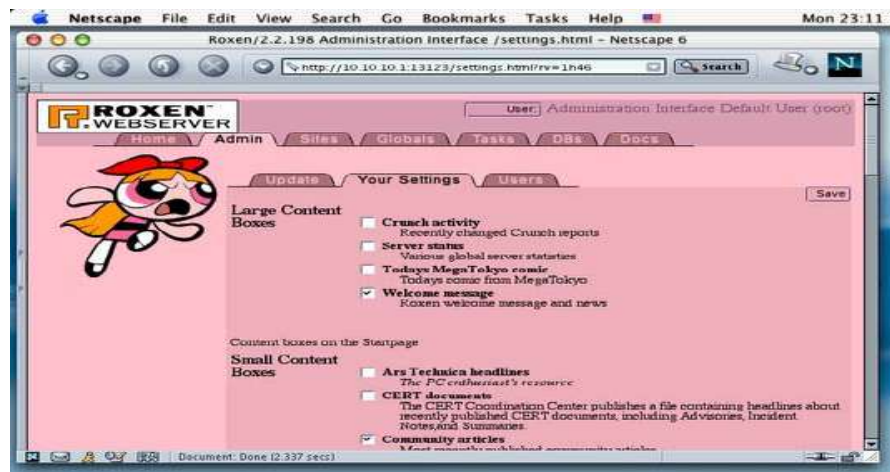 Netscape File Edit View Search Go Bookmarks Tasks Help Mon 23:11
Roxen/2.2.198 Administration Interface /settings.html - Netscape 6
http://10.10.10.1:13123/settings.html?rv=1h46 Search N
ROXEN
WEBSERVER
User: Administration Interface Default User (root)
Home Admin Sites Globals Tasks DBs Docs
Update Your Settings Users
Save
Large Content
Boxes
Crunch activity
Recently changed Crunch reports
Server status
Various global server statistics
Todays MegaTokyo comic
Todays comic from MegaTokyo
Welcome message
Roxen welcome message and news
Content boxes on the Startpage
Small Content
Boxes
Ars Technica headlines
The PC enthusiast's resource
CERT documents
The CERT Coordination Center publishes a file containing headlines about
recently published CERT documents, including Advisories, Incident
Notes,and Summaries.
Community articles
Most recently published community articles
Document: Done (2.337 secs)